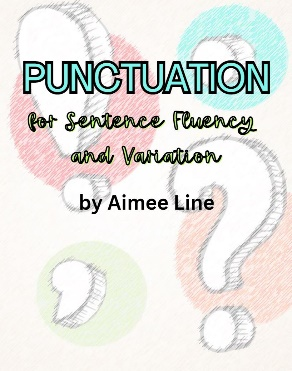 PUNCTUATION
for Sentence Fluency
and Variation
by Aimee Line